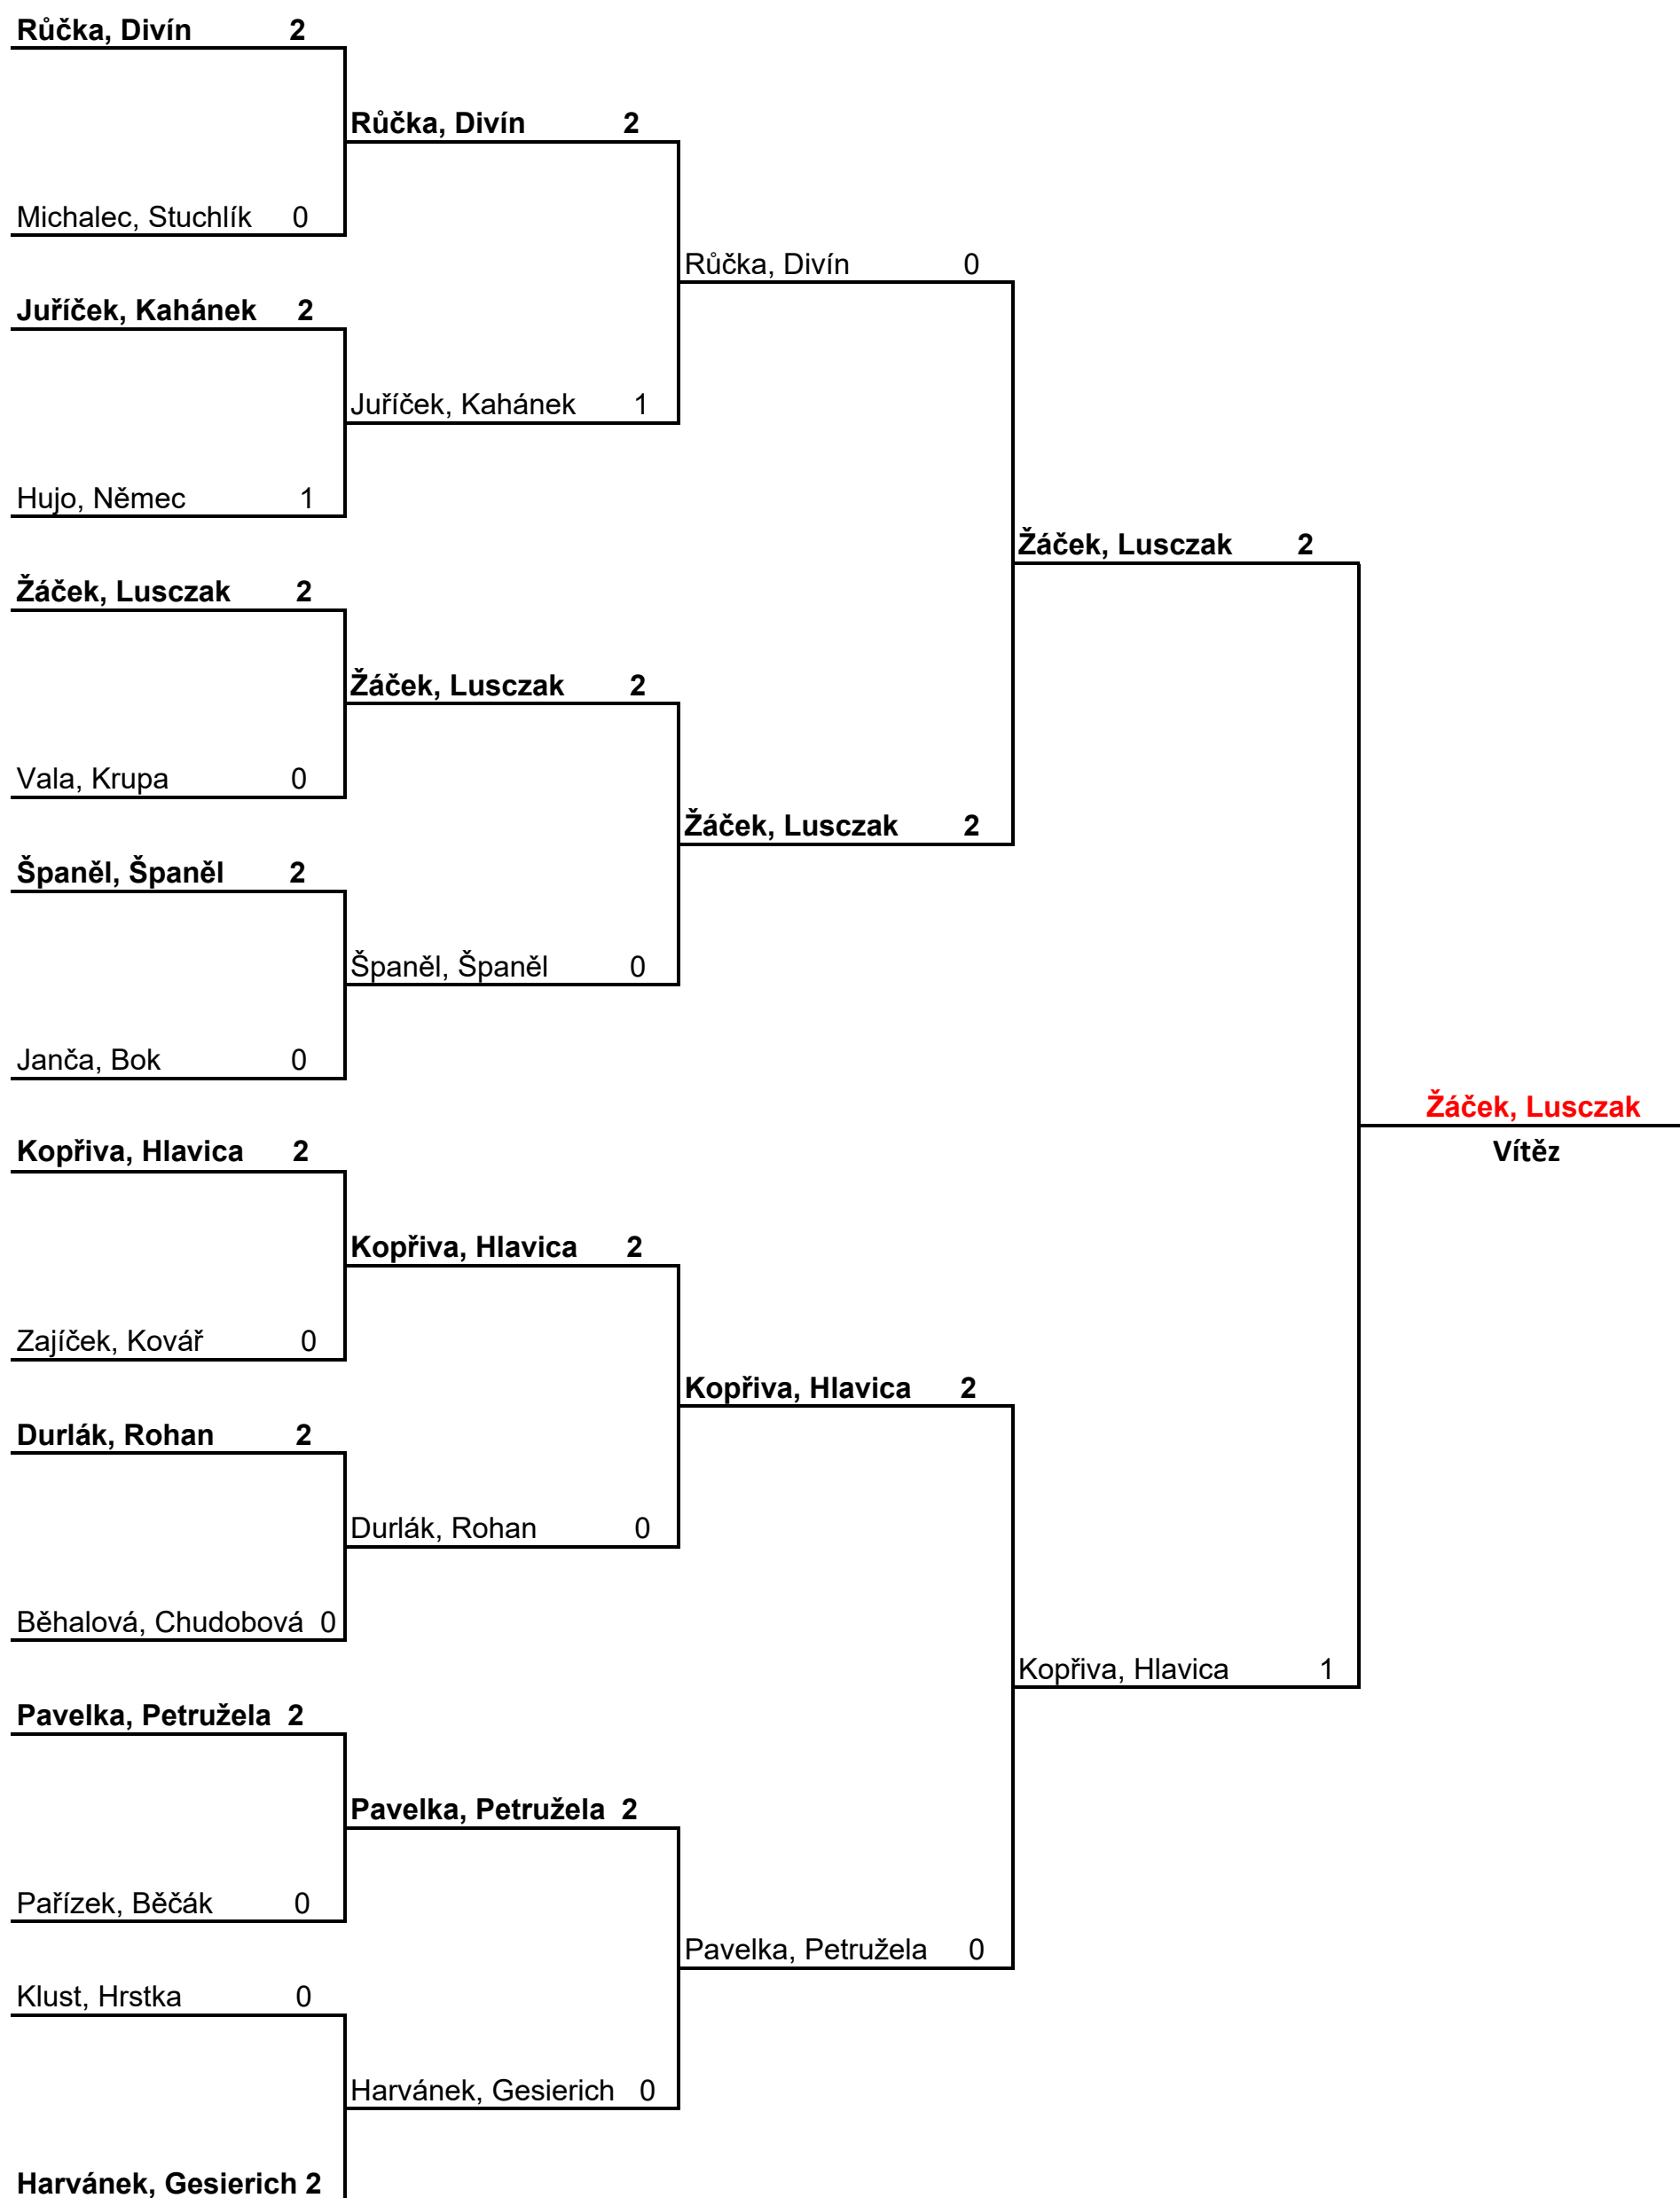 Růčka, Divín 2
Růčka, Divín 2
Michalec, Stuchlík 0
Růčka, Divín 0
Juříček, Kahánek 2
Juříček, Kahánek 1
Hujo, Němec 1
Žáček, Lusczak 2
Žáček, Lusczak 2
Žáček, Lusczak 2
Vala, Krupa 0
Žáček, Lusczak 2
Španěl, Španěl 2
Španěl, Španěl 0
Janča, Bok 0
Žáček, Lusczak
Kopřiva, Hlavica 2
Vítěz
Kopřiva, Hlavica 2
Zajíček, Kovář 0
Kopřiva, Hlavica 2
Durlák, Rohan 2
Durlák, Rohan 0
Běhalová, Chudobová 0
Kopřiva, Hlavica 1
Pavelka, Petružela 2
Pavelka, Petružela 2
Pařízek, Běčák 0
Pavelka, Petružela 0
Klust, Hrstka 0
Harvánek, Gesierich 0
Harvánek, Gesierich 2